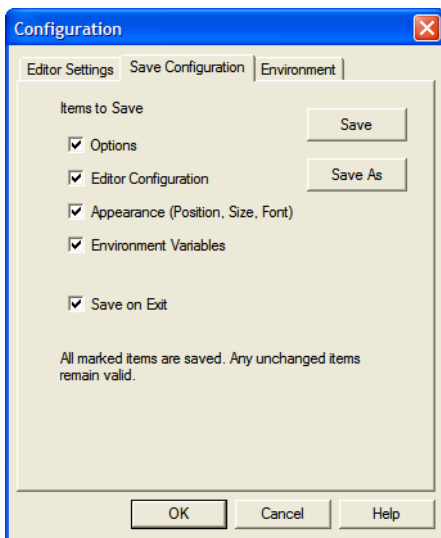 Configuration
Editor Settings Save Configuration Environment
Items to Save
Save
Options
Save As
Editor Configuration
Appearance (Position, Size, Font)
Environment Variables
Save on Exit
All marked items are saved. Any unchanged items
remain valid.
OK Cancel Help